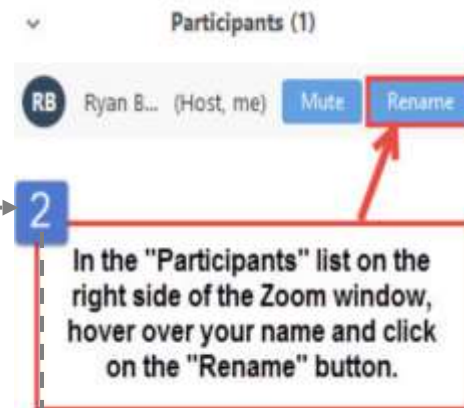 Participants (1)
RB Ryan B... (Host, me) Mute Rename
2
In the "Participants" list on the
right side of the Zoom window,
hover over your name and click
on the "Rename" button.